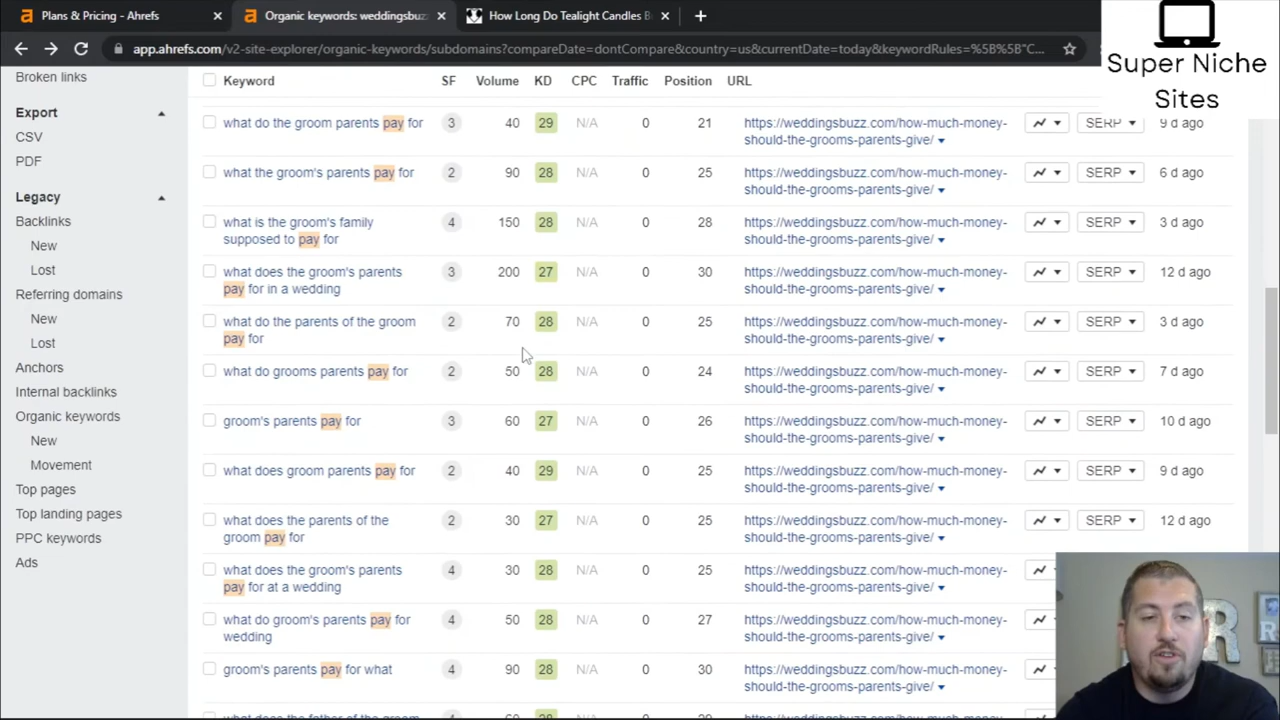 Plans & Pricing - Ahrefs
Organic keywords: weddingsbuz
How Long Do Tealight Candles B
app.ahrefs.com/v2-site-explorer/organic-keywords/subdomains?compareDate=dontCompare&country=us&currentDate=today&keywordRules=%5B%5B"C...
Super Niche
Sites
Broken links
Export
CSV
PDF
Legacy
Backlinks
New
Lost
Referring domains
New
Lost
Anchors
Internal backlinks
Organic keywords
New
Movement
Top pages
Top landing pages
PPC keywords
Ads
Keyword SF Volume KD CPC Traffic Position URL
what do the groom parents pay for 3 40 29 N/A 0 21 https://weddingsbuzz.com/how-much-money- SERP 9 d ago
should-the-grooms-parents-give/
what the groom's parents pay for 2 90 28 N/A 0 25 https://weddingsbuzz.com/how-much-money- SERP 6 d ago
should-the-grooms-parents-give/
what is the groom's family 4 150 28 N/A 0 28 https://weddingsbuzz.com/how-much-money- SERP 3 d ago
supposed to pay for should-the-grooms-parents-give/
what does the groom's parents 3 200 27 N/A 0 30 https://weddingsbuzz.com/how-much-money- SERP 12 d ago
pay for in a wedding should-the-grooms-parents-give/
what do the parents of the groom 2 70 28 N/A 0 25 https://weddingsbuzz.com/how-much-money- SERP 3 d ago
pay for should-the-grooms-parents-give/
what do grooms parents pay for 2 50 28 N/A 0 24 https://weddingsbuzz.com/how-much-money- SERP 7 d ago
should-the-grooms-parents-give/
groom's parents pay for 3 60 27 N/A 0 26 https://weddingsbuzz.com/how-much-money- SERP 10 d ago
should-the-grooms-parents-give/
what does groom parents pay for 2 40 29 N/A 0 25 https://weddingsbuzz.com/how-much-money- SERP 9 d ago
should-the-grooms-parents-give/
what does the parents of the 2 30 27 N/A 0 25 https://weddingsbuzz.com/how-much-money- SERP 12 d ago
groom pay for should-the-grooms-parents-give/
what does the groom's parents 4 30 28 N/A 0 25 https://weddingsbuzz.com/how-much-money-
pay for at a wedding should-the-grooms-parents-give/
what do groom's parents pay for 4 50 28 N/A 0 27 https://weddingsbuzz.com/how-much-money-
wedding should-the-grooms-parents-give/
groom's parents pay for what 4 90 28 N/A 0 30 https://weddingsbuzz.com/how-much-money-
should-the-grooms-parents-give/
R